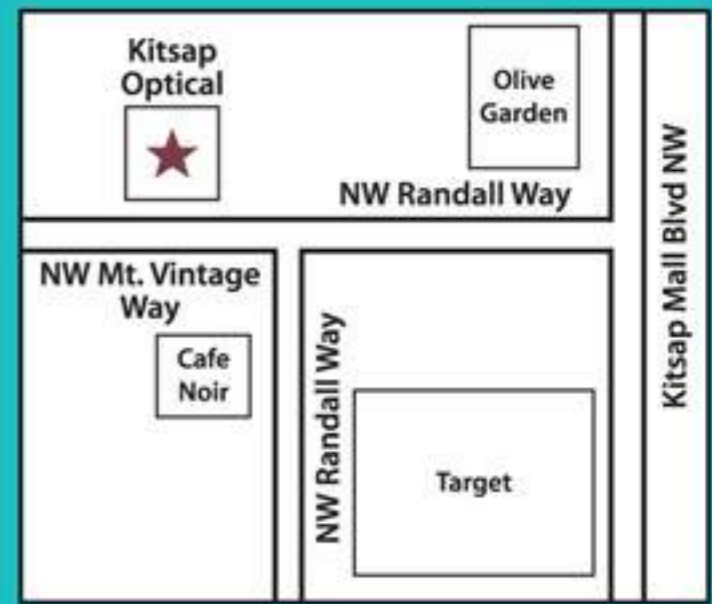 Kitsap
Optical
Olive
Garden
NW Randall Way
Kitsap Mall Blvd NW
NW Mt. Vintage
Way
Cafe
Noir
NW Randall Way
Target